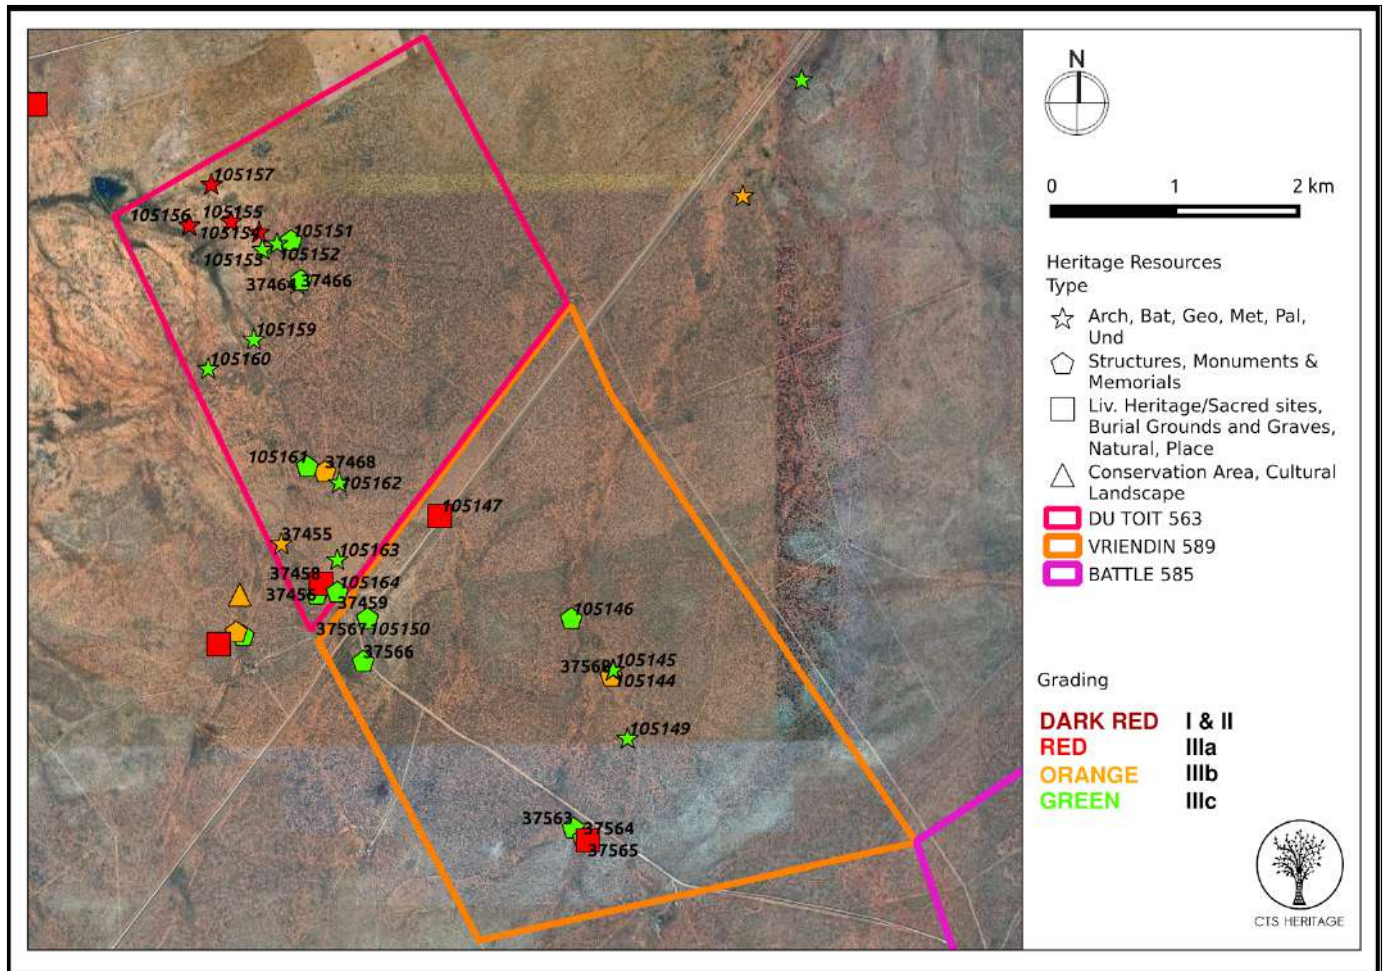 105157
105156
105155
105154
105151
105152
105155
37464
37466
105159
105160
105161
37468
105162
105147
37455
105163
37458
105164
37456
37459
37567
105150
37566
105146
105145
105144
105149
37563
37564
37565
N
0 1 2 km
Heritage Resources
Type
Arch, Bat, Geo, Met, Pal,
Und
Structures, Monuments &
Memorials
Liv. Heritage/Sacred sites,
Burial Grounds and Graves,
Natural, Place
Conservation Area, Cultural
Landscape
DU TOIT 563
VRIENDIN 589
BATTLE 585
Grading
DARK RED I & II
RED IIIa
ORANGE IIIb
GREEN IIIc
CTS HERITAGE